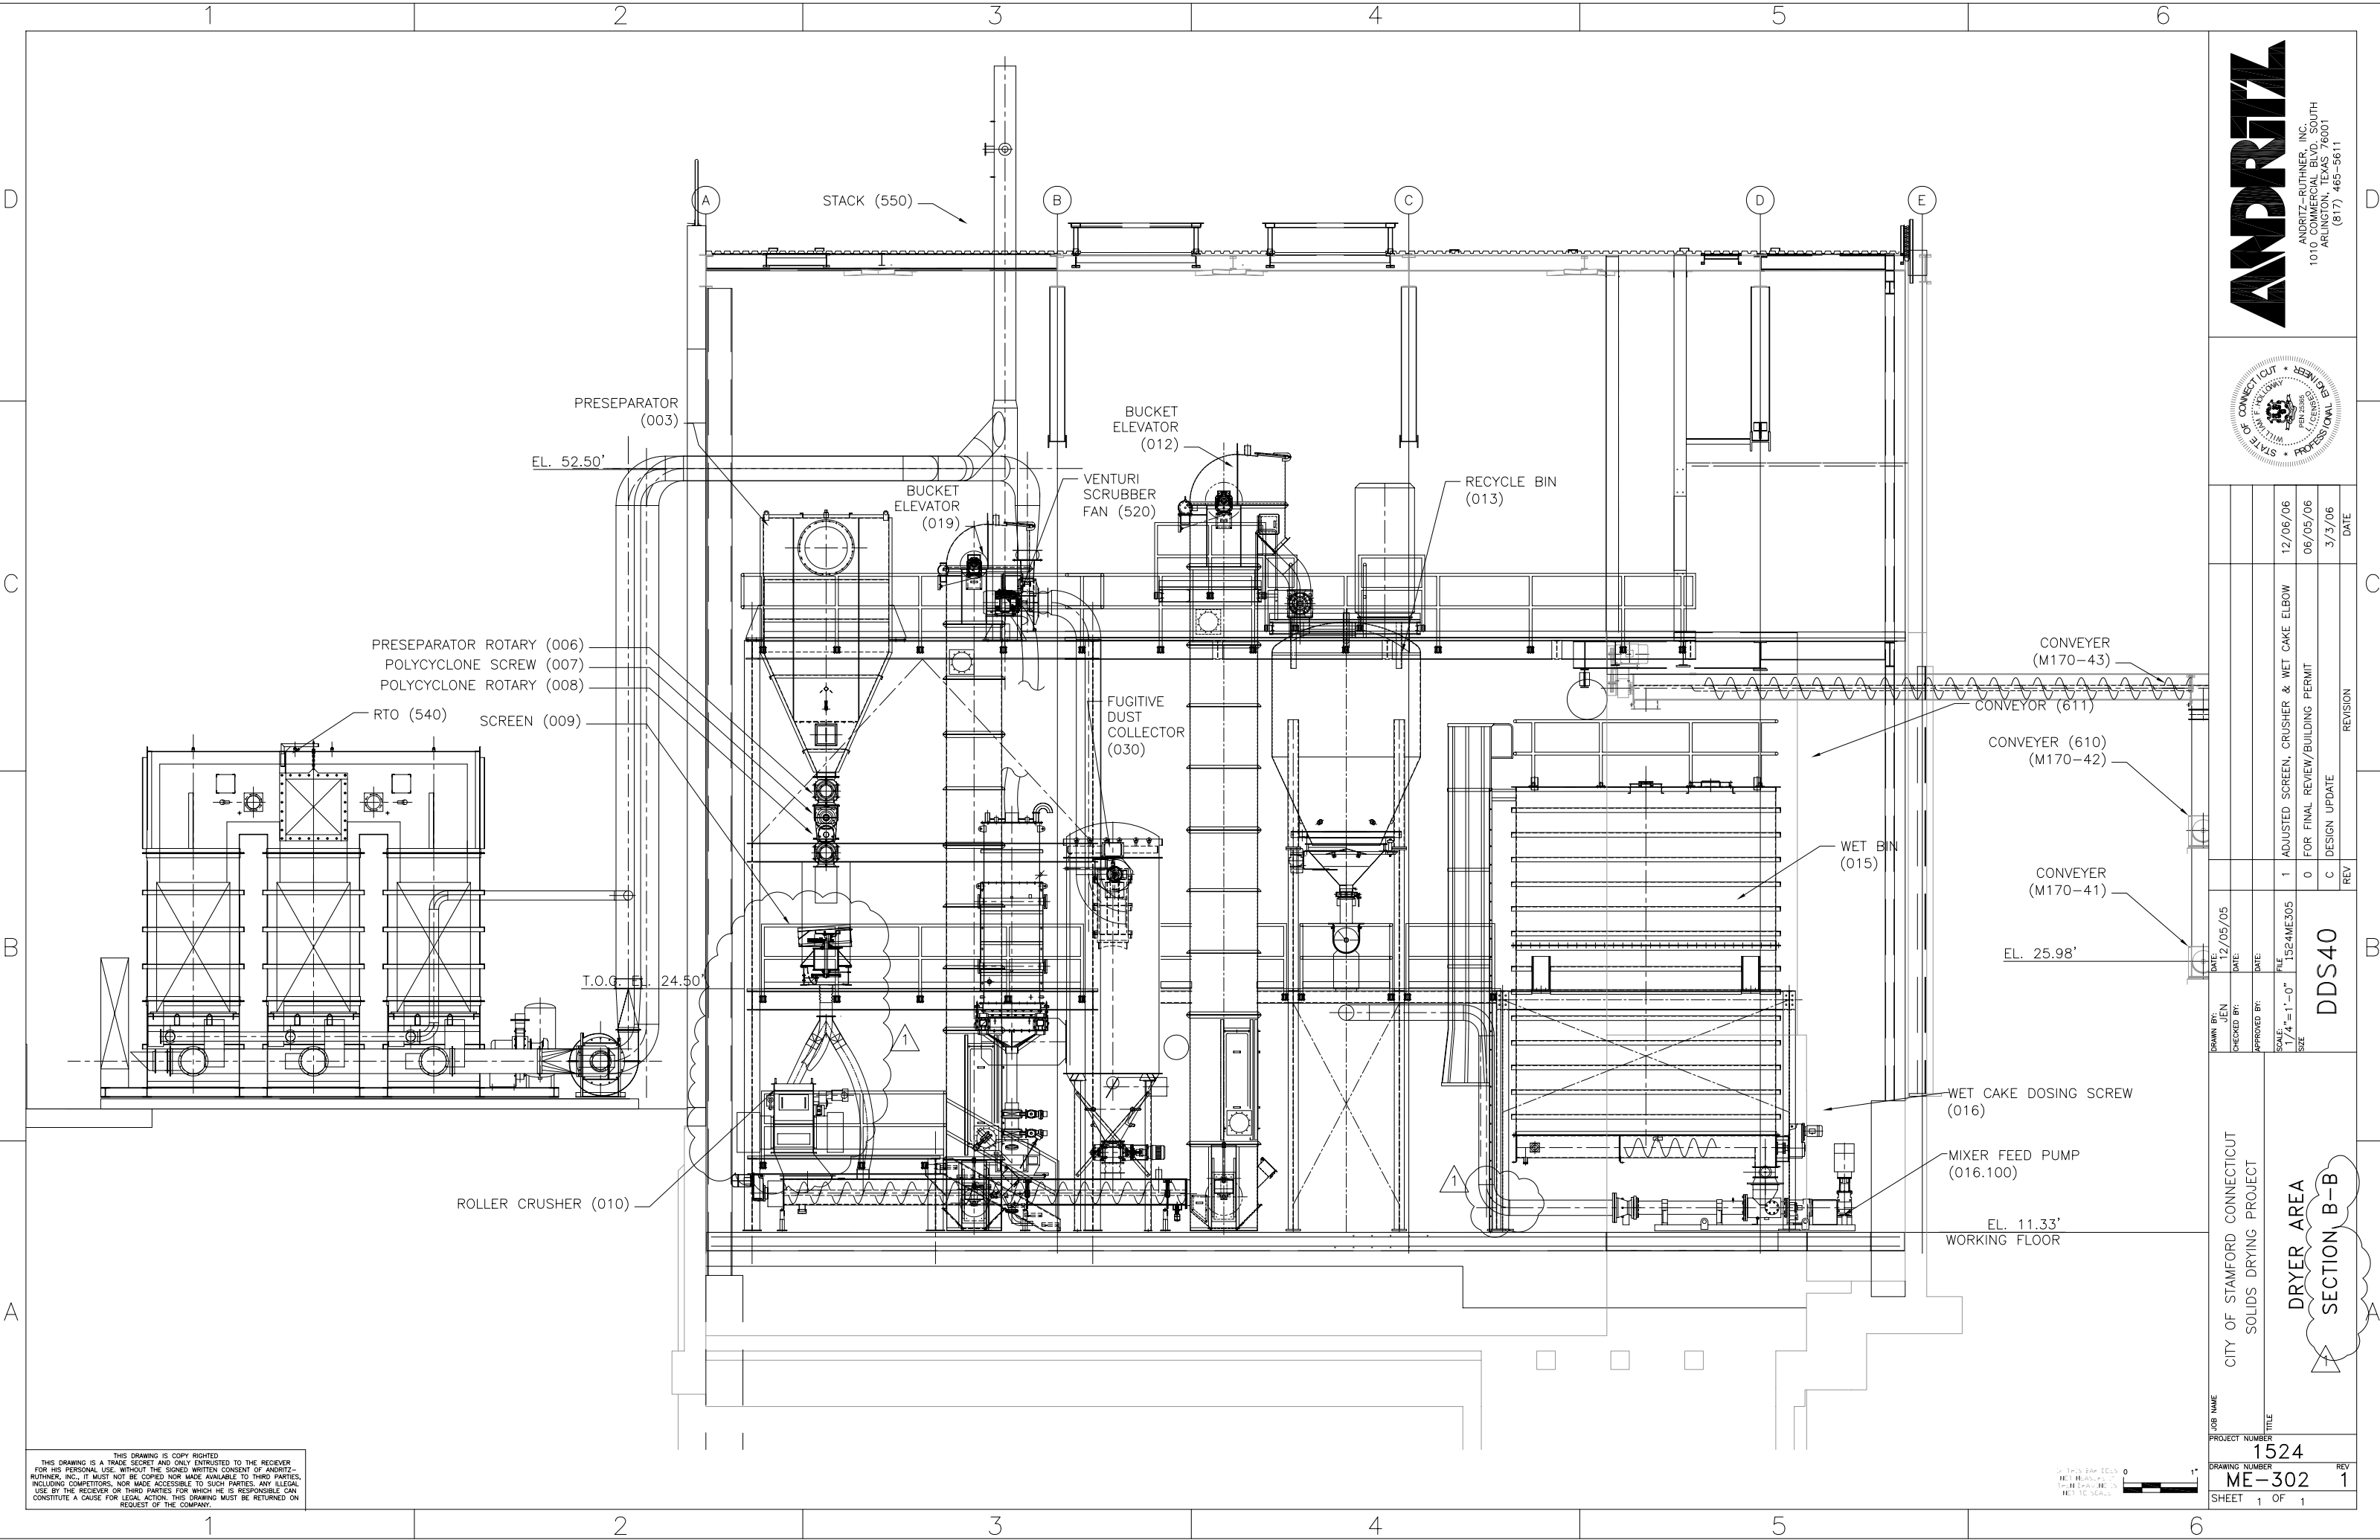 1
2
3
4
5
6
D
C
B
A
D
C
B
A
A
B
C
D
E
STACK (550)
PRESEPARATOR
(003)
EL. 52.50'
BUCKET
ELEVATOR
(019)
BUCKET
ELEVATOR
(012)
VENTURI
SCRUBBER
FAN (520)
RECYCLE BIN
(013)
PRESEPARATOR ROTARY (006)
POLYCYCLONE SCREW (007)
POLYCYCLONE ROTARY (008)
RTO (540)
SCREEN (009)
FUGITIVE
DUST
COLLECTOR
(030)
CONVEYER
(M170-43)
CONVEYOR (611)
CONVEYER (610)
(M170-42)
WET BIN
(015)
CONVEYER
(M170-41)
EL. 25.98'
T.O.G. EL. 24.50'
1
1
WET CAKE DOSING SCREW
(016)
MIXER FEED PUMP
(016.100)
ROLLER CRUSHER (010)
EL. 11.33'
WORKING FLOOR
ANDRITZ
ANDRITZ-RUTHNER, INC.
1010 COMMERCIAL BLVD. SOUTH
ARLINGTON, TEXAS 76001
(817) 465-5611
STATE OF CONNECTICUT * PROFESSIONAL ENGINEER *
WILLIAM F. HOLLOWAY
PEN 25365
LICENSED
1 ADJUSTED SCREEN, CRUSHER & WET CAKE ELBOW 12/06/06
0 FOR FINAL REVIEW/BUILDING PERMIT 06/05/06
C DESIGN UPDATE 3/3/06
REV REVISION DATE
DRAWN BY: JEN DATE: 12/05/05
CHECKED BY: DATE:
APPROVED BY: DATE:
SCALE: 1/4"=1'-0" FILE 1524ME305
SIZE DDS40
JOB NAME
CITY OF STAMFORD CONNECTICUT
SOLIDS DRYING PROJECT
TITLE
DRYER AREA
SECTION B-B
1
PROJECT NUMBER
1524
DRAWING NUMBER REV
ME-302 1
SHEET 1 OF 1
0 1"
THIS DRAWING IS COPY RIGHTED
THIS DRAWING IS A TRADE SECRET AND ONLY ENTRUSTED TO THE RECIEVER
FOR HIS PERSONAL USE. WITHOUT THE SIGNED WRITTEN CONSENT OF ANDRITZ-
RUTHNER, INC., IT MUST NOT BE COPIED NOR MADE AVAILABLE TO THIRD PARTIES,
INCLUDING COMPETITORS, NOR MADE ACCESSIBLE TO SUCH PARTIES. ANY ILLEGAL
USE BY THE RECIEVER OR THIRD PARTIES FOR WHICH HE IS RESPONSIBLE CAN
CONSTITUTE A CAUSE FOR LEGAL ACTION. THIS DRAWING MUST BE RETURNED ON
REQUEST OF THE COMPANY.
1
2
3
4
5
6